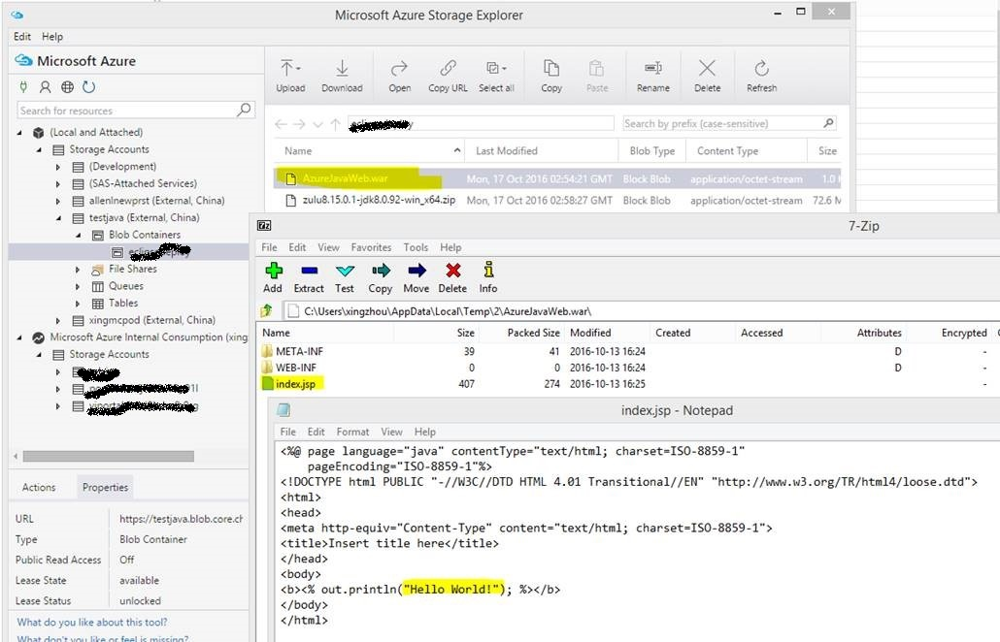 Microsoft Azure Storage Explorer
Edit Help
Microsoft Azure
Search for resources
(Local and Attached)
Storage Accounts
(Development)
(SAS-Attached Services)
allenlnewprst (External, China)
testjava (External, China)
Blob Containers
File Shares
Queues
Tables
xingmcpod (External, China)
Microsoft Azure Internal Consumption (xing
Storage Accounts
Actions Properties
URL https://testjava.blob.core.ch
Type Blob Container
Public Read Access Off
Lease State available
Lease Status unlocked
What do you like about this tool?
What don't you like or feel is missing?
Upload Download Open Copy URL Select all Copy Paste Rename Delete Refresh
Search by prefix (case-sensitive)
Name Last Modified Blob Type Content Type Size
AzureJavaWeb.war Mon, 17 Oct 2016 02:54:21 GMT Block Blob application/octet-stream 1.0
zulu8.15.0.1-jdk8.0.92-win_x64.zip Mon, 17 Oct 2016 02:58:27 GMT Block Blob application/octet-stream 72.6 M
7-Zip
File Edit View Favorites Tools Help
Add Extract Test Copy Move Delete Info
C:\Users\xingzhou\AppData\Local\Temp\2\AzureJavaWeb.war\
Name Size Packed Size Modified Created Accessed Attributes Encrypted
META-INF 39 41 2016-10-13 16:24 D
WEB-INF 0 0 2016-10-13 16:24 D
index.jsp 407 274 2016-10-13 16:25
index.jsp - Notepad
File Edit Format View Help
<%@ page language="java" contentType="text/html; charset=ISO-8859-1"
pageEncoding="ISO-8859-1"%>
<!DOCTYPE html PUBLIC "-//W3C//DTD HTML 4.01 Transitional//EN" "http://www.w3.org/TR/html4/loose.dtd">
<html>
<head>
<meta http-equiv="Content-Type" content="text/html; charset=ISO-8859-1">
<title>Insert title here</title>
</head>
<body>
<b><% out.println("Hello World!"); %></b>
</body>
</html>